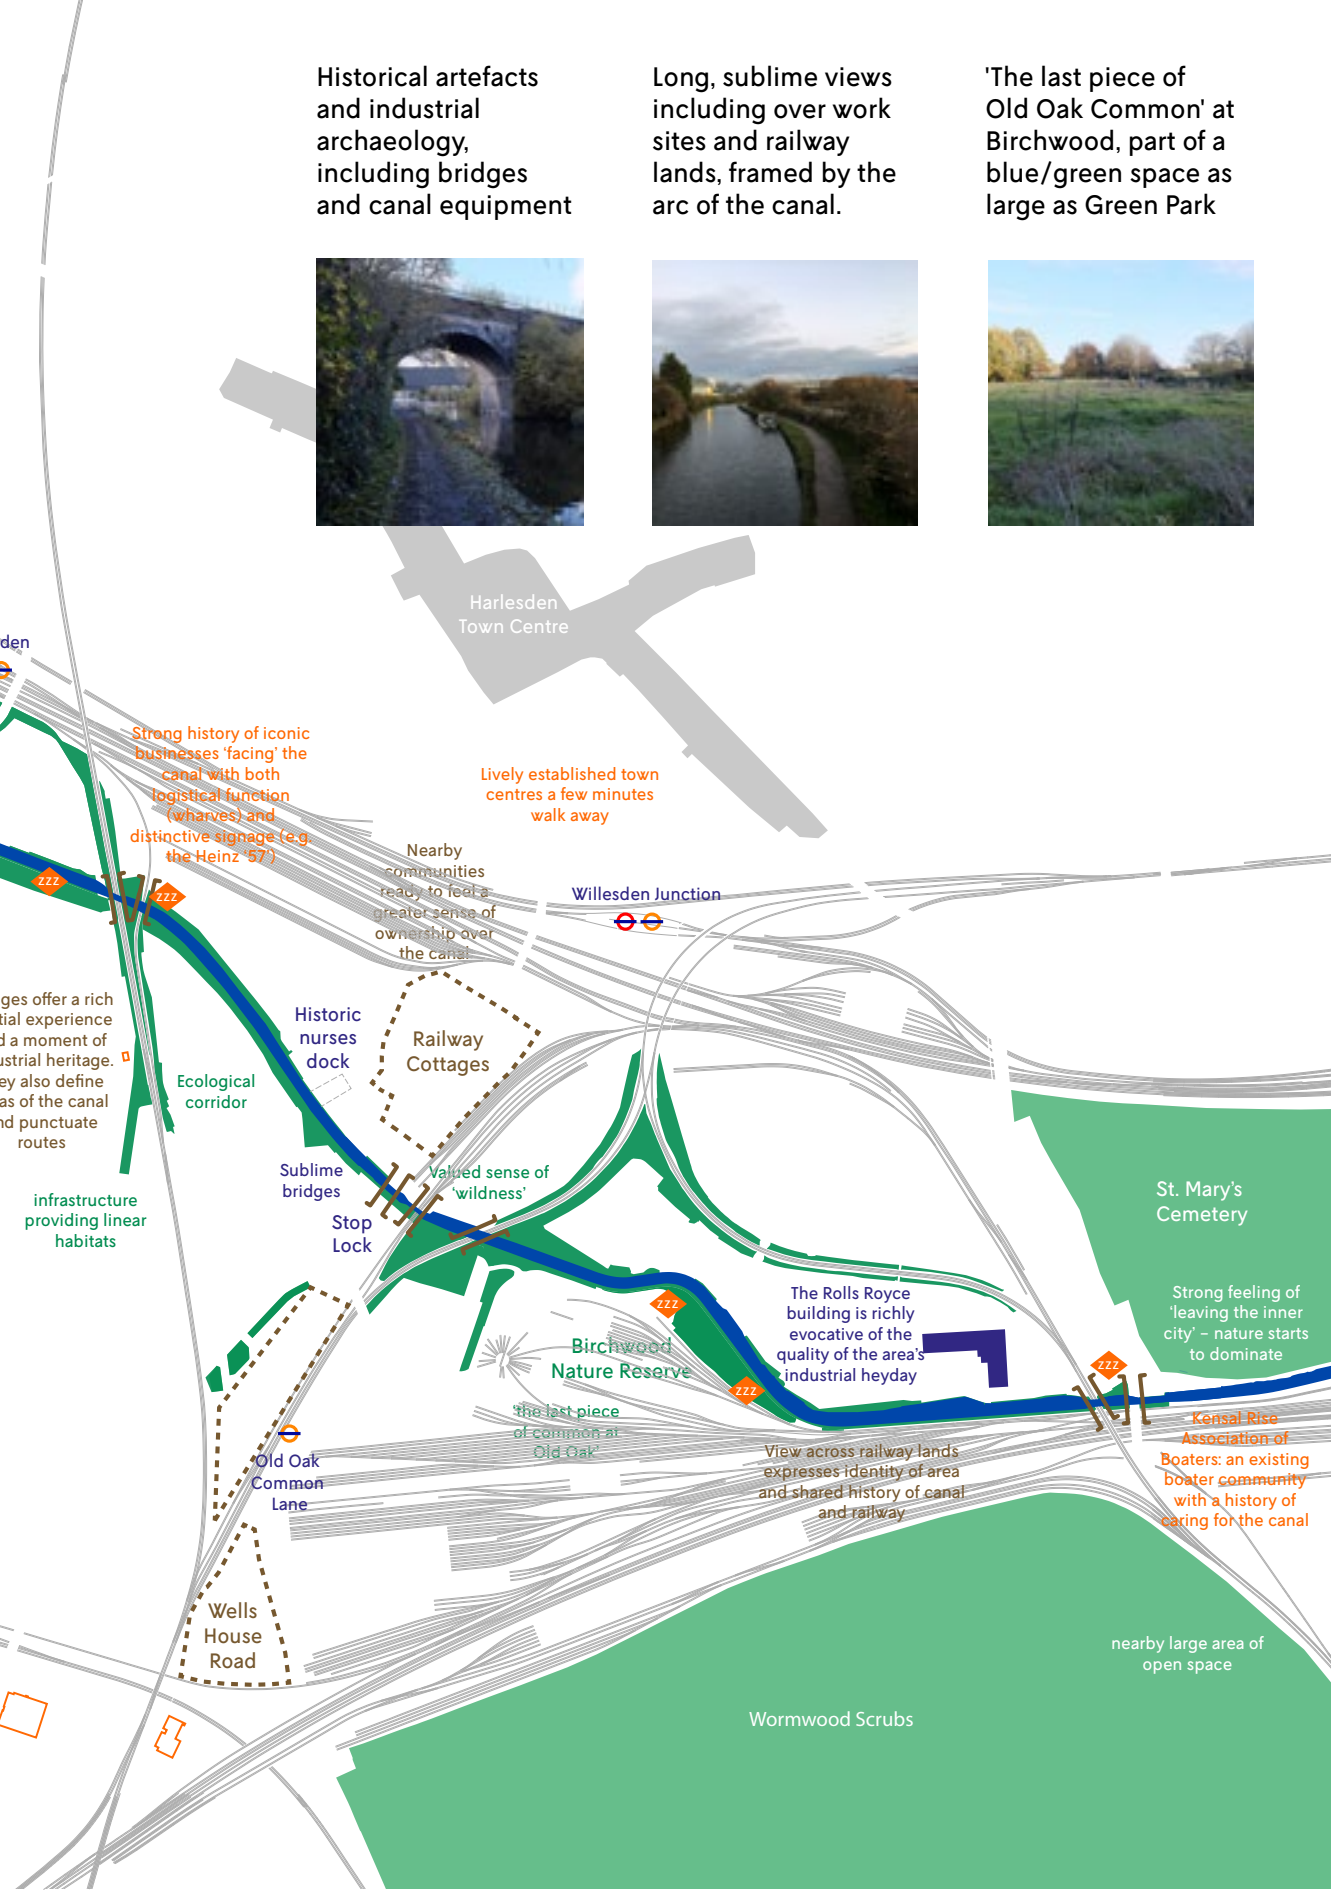 Historical artefacts
and industrial
archaeology,
including bridges
and canal equipment
Long, sublime views
including over work
sites and railway
lands, framed by the
arc of the canal.
'The last piece of
Old Oak Common' at
Birchwood, part of a
blue/green space as
large as Green Park
Harlesden
Town Centre
den
Strong history of iconic
businesses 'facing' the
canal with both
logistical function
(wharves) and
distinctive signage (e.g.
the Heinz '57')
Lively established town
centres a few minutes
walk away
Nearby
communities
ready to feel a
greater sense of
ownership over
the canal
Willesden Junction
zzz
zzz
ges offer a rich
tial experience
d a moment of
ustrial heritage.
ey also define
as of the canal
nd punctuate
routes
Historic
nurses
dock
Railway
Cottages
Ecological
corridor
Sublime
bridges
Valued sense of
'wildness'
Stop
Lock
infrastructure
providing linear
habitats
St. Mary's
Cemetery
Strong feeling of
'leaving the inner
city' – nature starts
to dominate
zzz
The Rolls Royce
building is richly
evocative of the
quality of the area's
industrial heyday
Birchwood
Nature Reserve
zzz
zzz
'the last piece
of common at
Old Oak'
Old Oak
Common
Lane
View across railway lands
expresses identity of area
and shared history of canal
and railway
Kensal Rise
Association of
Boaters: an existing
boater community
with a history of
caring for the canal
Wells
House
Road
nearby large area of
open space
Wormwood Scrubs